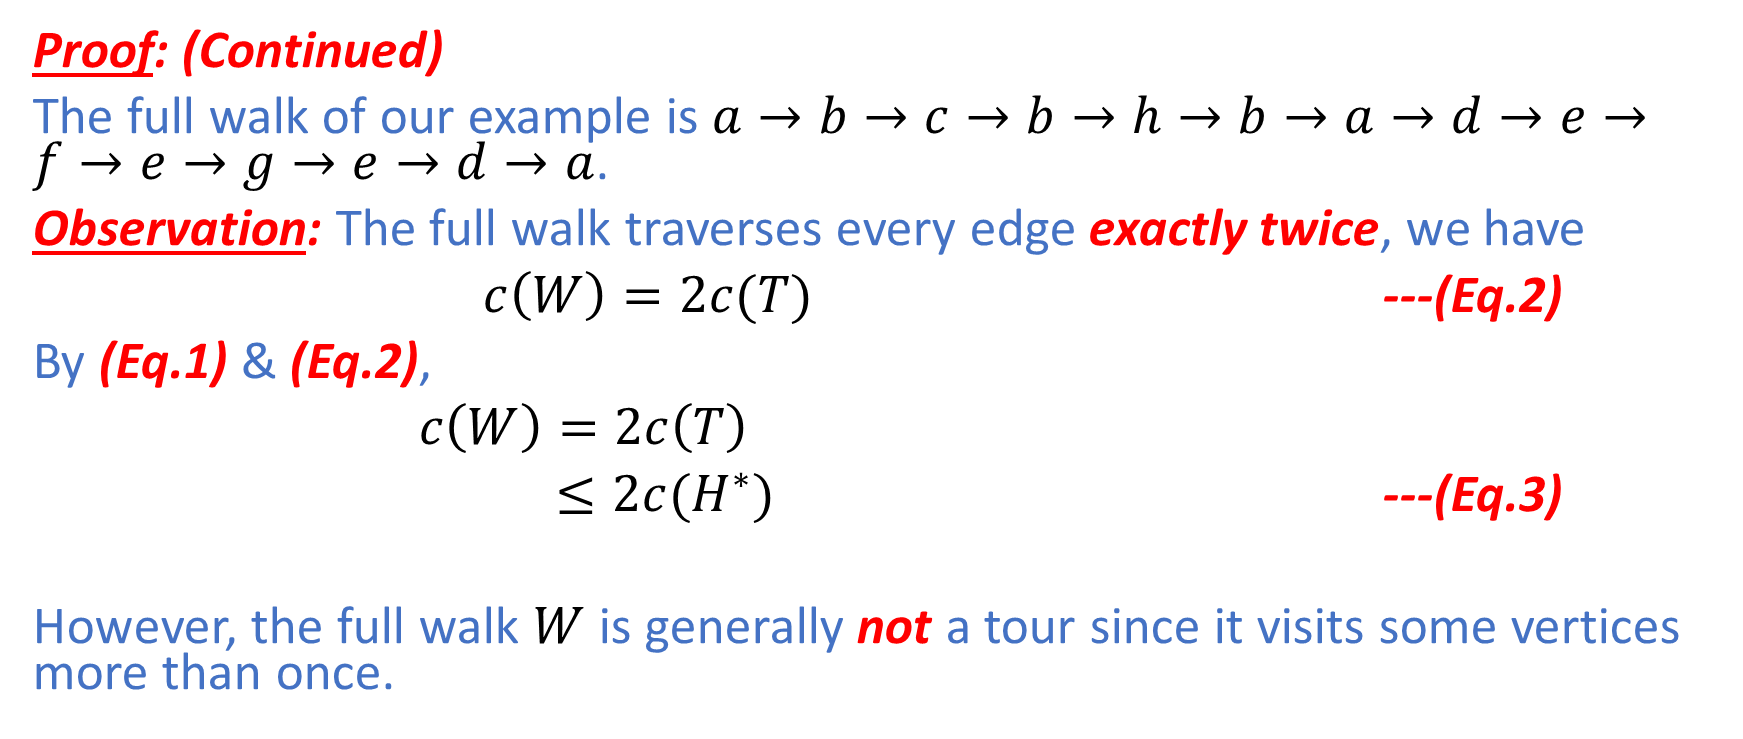 Proof: (Continued)
The full walk of our example is a → b → c → b → h → b → a → d → e →
f → e → g → e → d → a.
Observation: The full walk traverses every edge exactly twice, we have
c(W) = 2c(T) ---(Eq.2)
By (Eq.1) & (Eq.2),
c(W) = 2c(T)
≤ 2c(H*) ---(Eq.3)
However, the full walk W is generally not a tour since it visits some vertices
more than once.